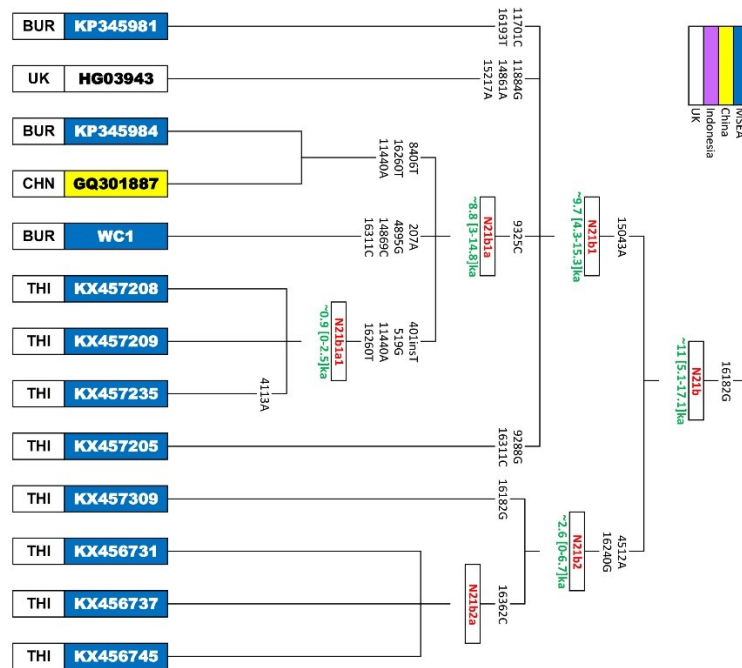 BUR KP345981
UK HG03943
BUR KP345984
CHN GQ301887
BUR WC1
THI KX457208
THI KX457209
THI KX457235
THI KX457205
THI KX457309
THI KX456731
THI KX456737
THI KX456745
11701C
16193T
11884G
14861A
15217A
8406T
16260T
11440A
207A
4895G
14869C
16311C
401insT
519G
11440A
16260T
4113A
N21b1a1
~0.9 [0-2.5]ka
9325C
N21b1a
~8.8 [3-14.8]ka
9288G
16311C
15043A
N21b1
~9.7 [4.3-15.3]ka
16182G
16362C
N21b2a
4512A
16240G
N21b2
~2.6 [0-6.7]ka
16182G
N21b
~11 [5.1-17.1]ka
MSEA
China
Indonesia
UK